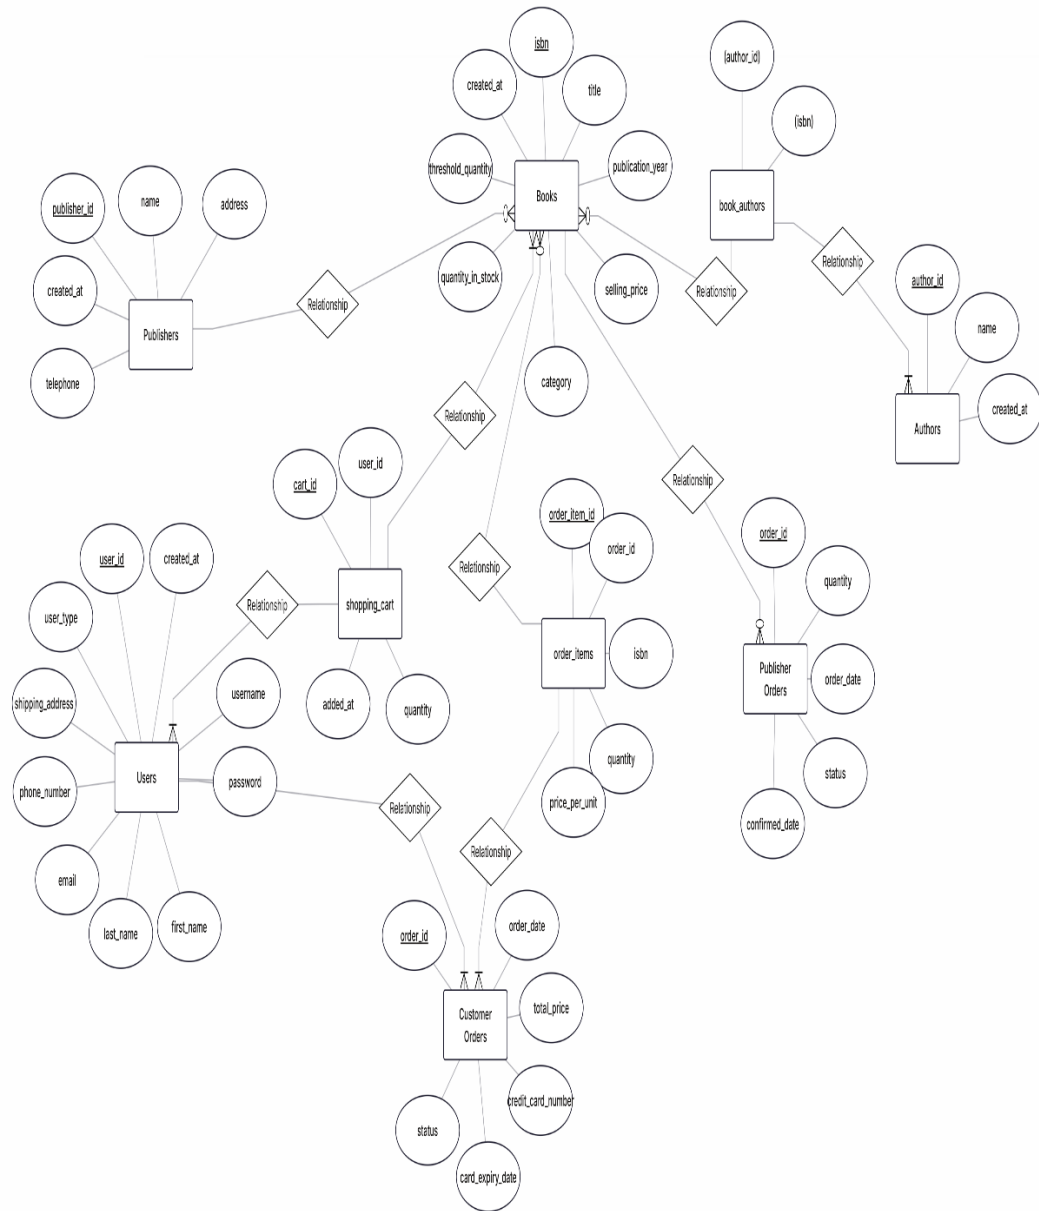 isbn
created_at
title
threshold_quantity
publication_year
Books
quantity_in_stock
selling_price
category
(author_id)
(isbn)
book_authors
Relationship
Relationship
author_id
name
created_at
Authors
publisher_id
name
address
created_at
Publishers
telephone
Relationship
Relationship
cart_id
user_id
shopping_cart
added_at
quantity
Relationship
Relationship
order_item_id
order_id
order_items
isbn
quantity
price_per_unit
Relationship
order_id
quantity
Publisher
Orders
order_date
status
confirmed_date
user_id
created_at
user_type
shipping_address
username
Users
phone_number
password
email
last_name
first_name
Relationship
Relationship
order_id
order_date
Customer
Orders
total_price
credit_card_number
status
card_expiry_date